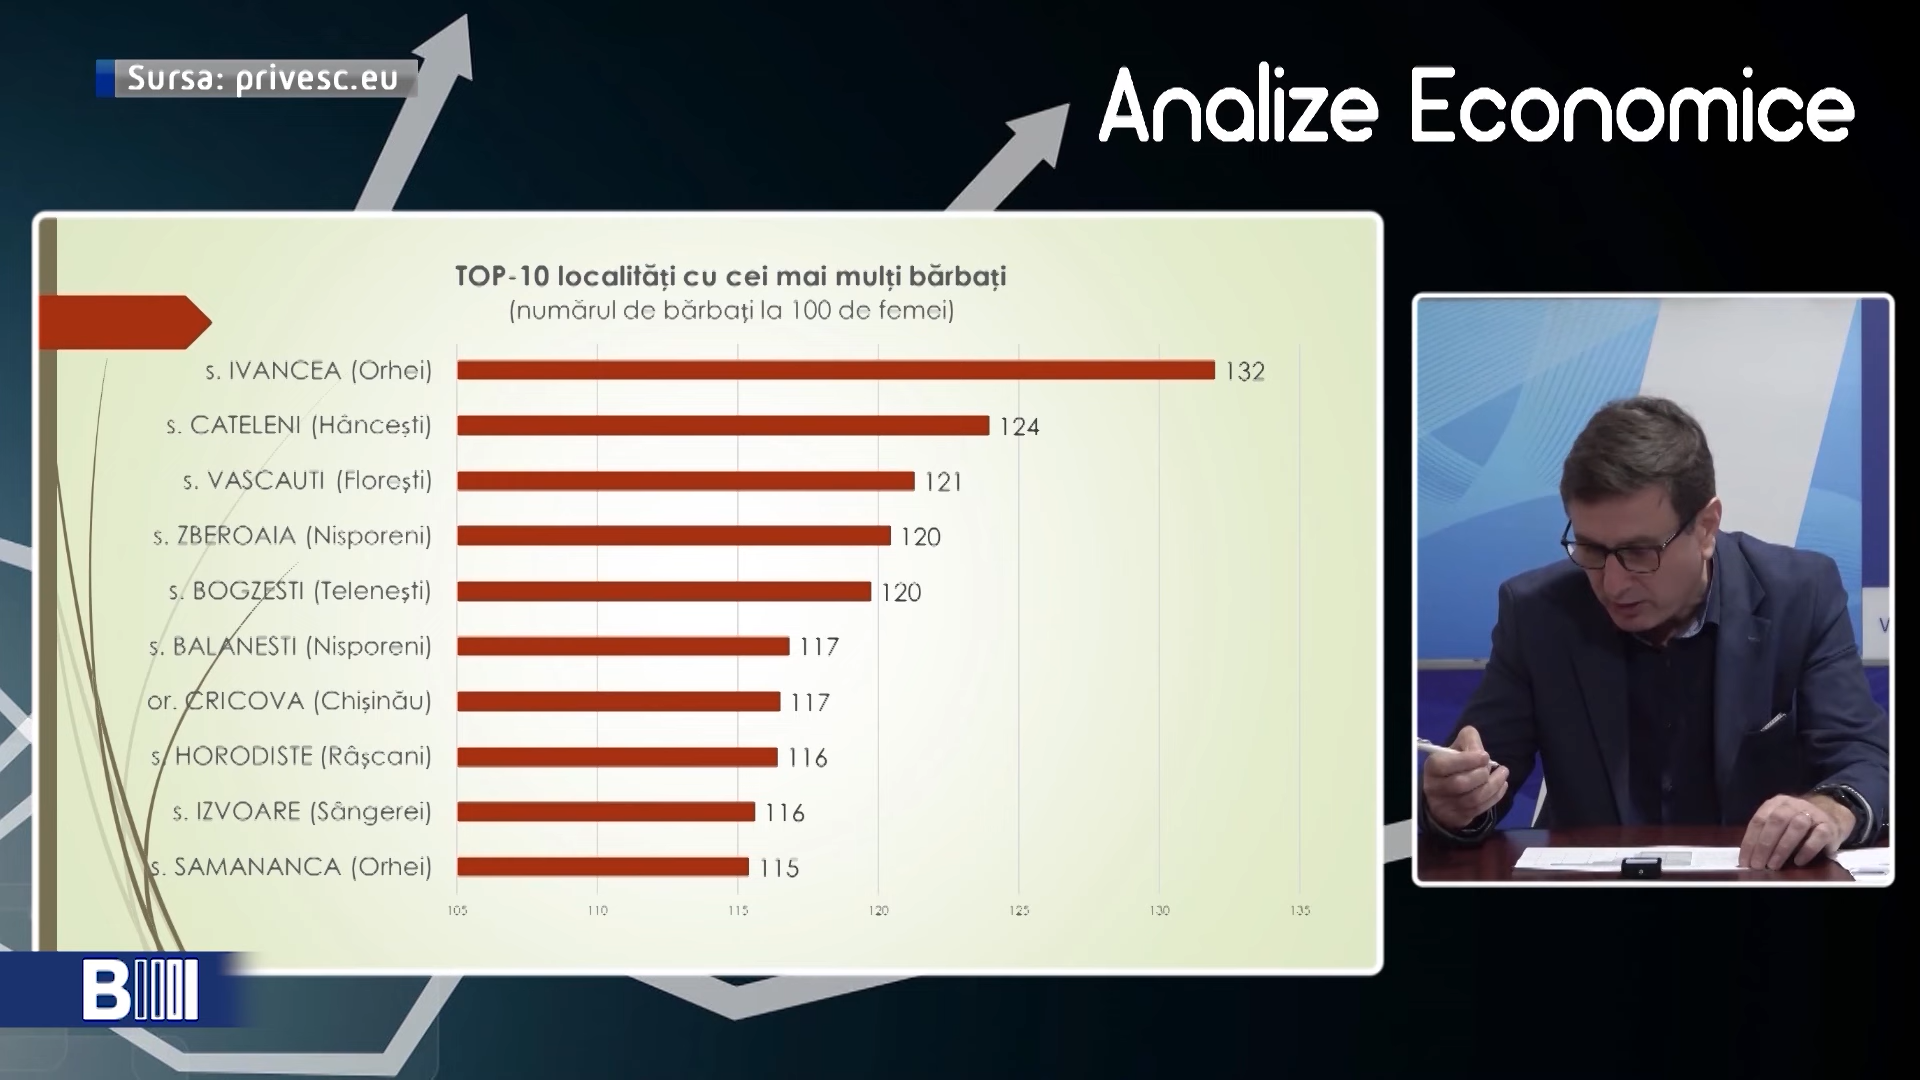 Sursa: privesc.eu
Analize Economice
TOP-10 localități cu cei mai mulți bărbați
(numărul de bărbați la 100 de femei)
s. IVANCEA (Orhei) 132
s. CATELENI (Hâncești) 124
s. VASCAUTI (Florești) 121
s. ZBEROAIA (Nisporeni) 120
s. BOGZESTI (Telenești) 120
s. BALANESTI (Nisporeni) 117
or. CRICOVA (Chișinău) 117
s. HORODISTE (Râșcani) 116
s. IZVOARE (Sângerei) 116
s. SAMANANCA (Orhei) 115
105 110 115 120 125 130 135